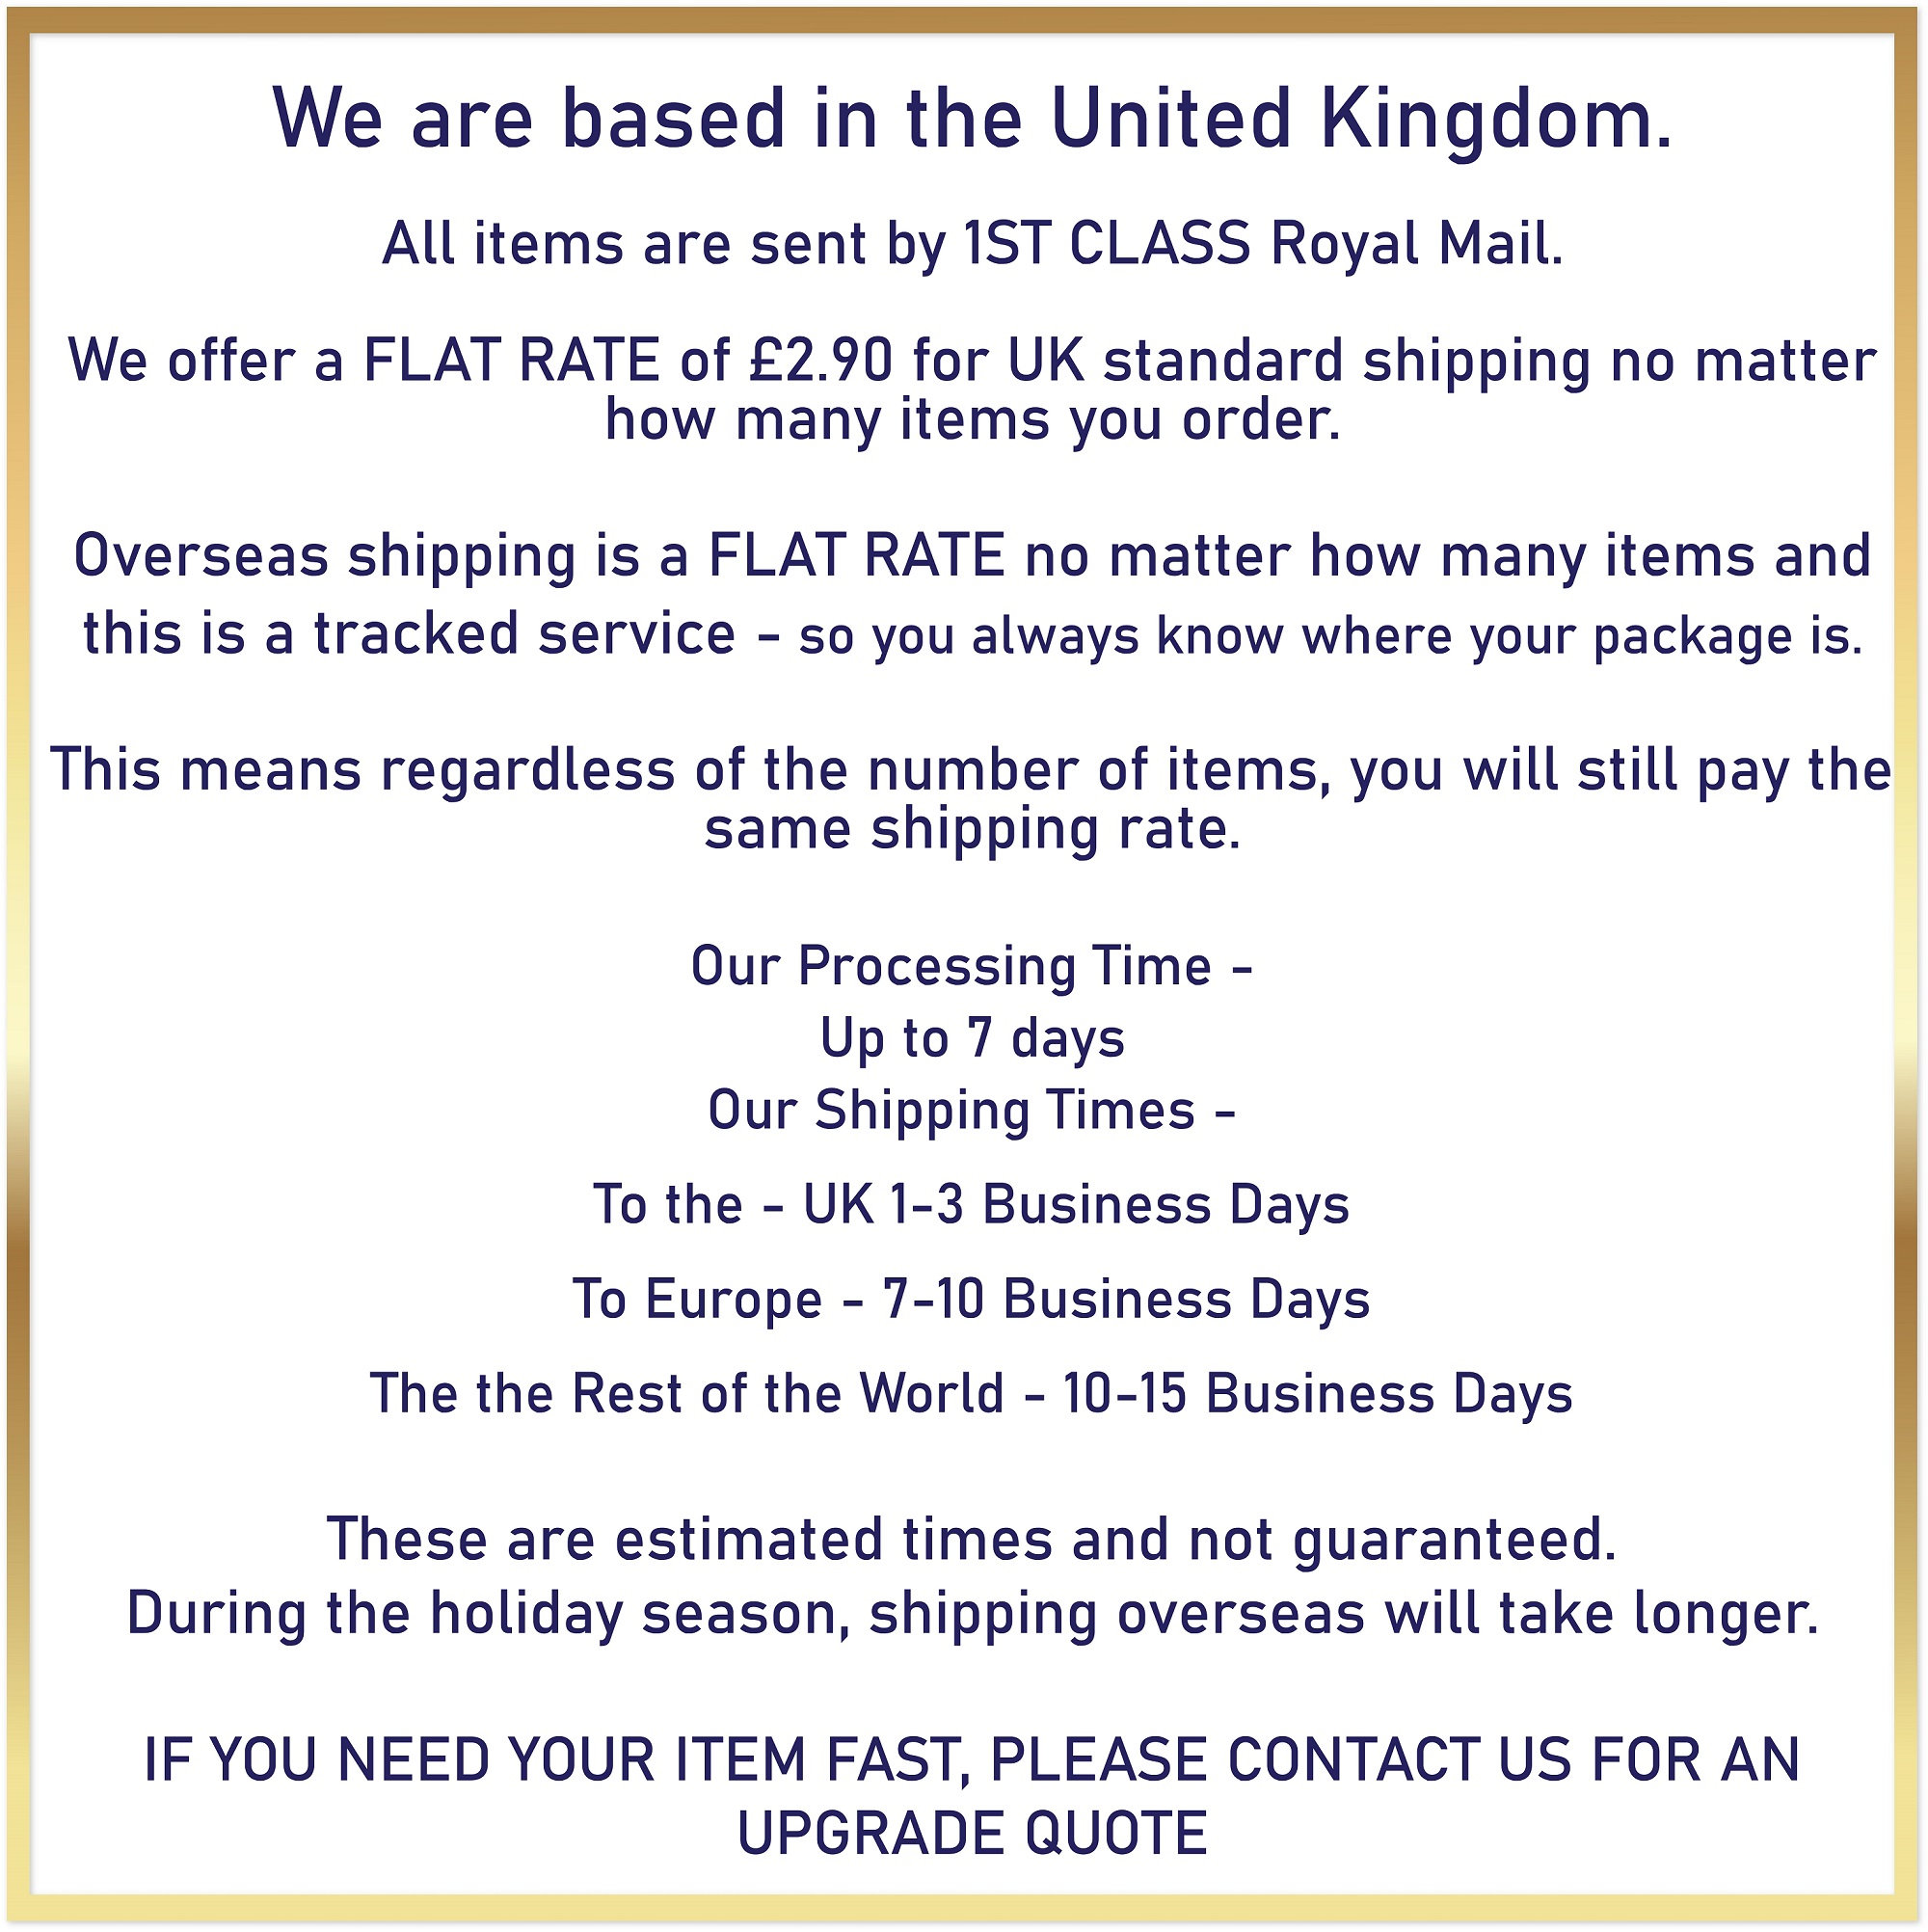 We are based in the United Kingdom.
All items are sent by 1ST CLASS Royal Mail.
We offer a FLAT RATE of £2.90 for UK standard shipping no matter
how many items you order.
Overseas shipping is a FLAT RATE no matter how many items and
this is a tracked service - so you always know where your package is.
This means regardless of the number of items, you will still pay the
same shipping rate.
Our Processing Time -
Up to 7 days
Our Shipping Times -
To the - UK 1-3 Business Days
To Europe - 7-10 Business Days
The the Rest of the World - 10-15 Business Days
These are estimated times and not guaranteed.
During the holiday season, shipping overseas will take longer.
IF YOU NEED YOUR ITEM FAST, PLEASE CONTACT US FOR AN
UPGRADE QUOTE